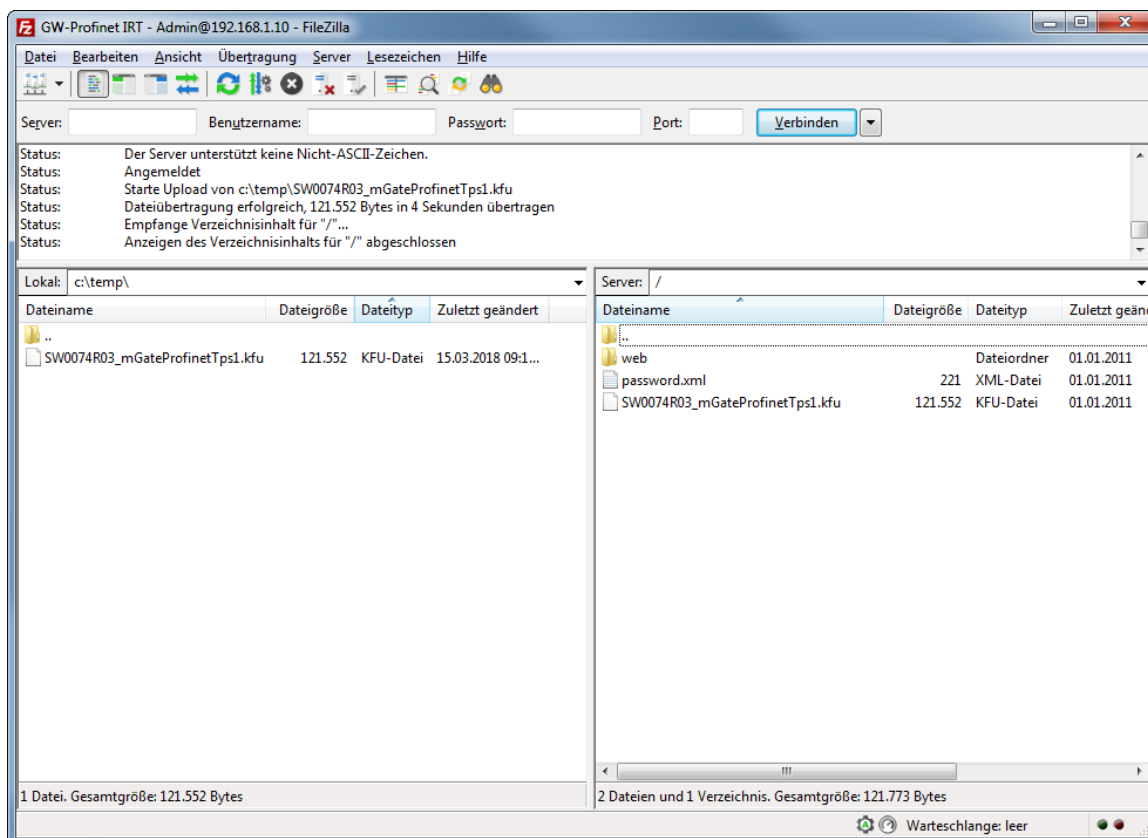 GW-Profinet IRT - Admin@192.168.1.10 - FileZilla
Datei Bearbeiten Ansicht Übertragung Server Lesezeichen Hilfe
Server: Benutzername: Passwort: Port: Verbinden
Status: Der Server unterstützt keine Nicht-ASCII-Zeichen.
Status: Angemeldet
Status: Starte Upload von c:\temp\SW0074R03_mGateProfinetTps1.kfu
Status: Dateiübertragung erfolgreich, 121.552 Bytes in 4 Sekunden übertragen
Status: Empfange Verzeichnisinhalt für "/"...
Status: Anzeigen des Verzeichnisinhalts für "/" abgeschlossen
Lokal: c:\temp\
Dateiname Dateigröße Dateityp Zuletzt geändert
..
SW0074R03_mGateProfinetTps1.kfu 121.552 KFU-Datei 15.03.2018 09:1...
1 Datei. Gesamtgröße: 121.552 Bytes
Server: /
Dateiname Dateigröße Dateityp Zuletzt geän
..
web Dateiordner 01.01.2011
password.xml 221 XML-Datei 01.01.2011
SW0074R03_mGateProfinetTps1.kfu 121.552 KFU-Datei 01.01.2011
2 Dateien und 1 Verzeichnis. Gesamtgröße: 121.773 Bytes
Warteschlange: leer